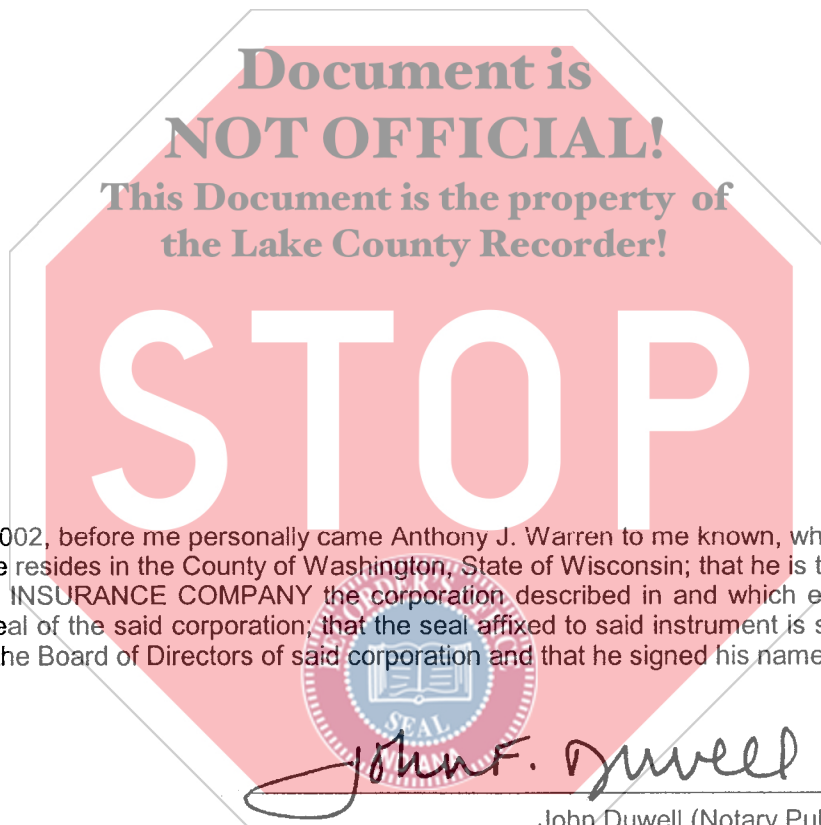 Document is
NOT OFFICIAL!
This Document is the property of
the Lake County Recorder!
STOP
002, before me personally came Anthony J. Warren to me known, wh
e resides in the County of Washington, State of Wisconsin; that he is t
INSURANCE COMPANY the corporation described in and which e
eal of the said corporation; that the seal affixed to said instrument is s
he Board of Directors of said corporation and that he signed his name
RECORDER'S OFFICE
SEAL
INDIANA
John F. Duwell
John Duwell (Notary Pu